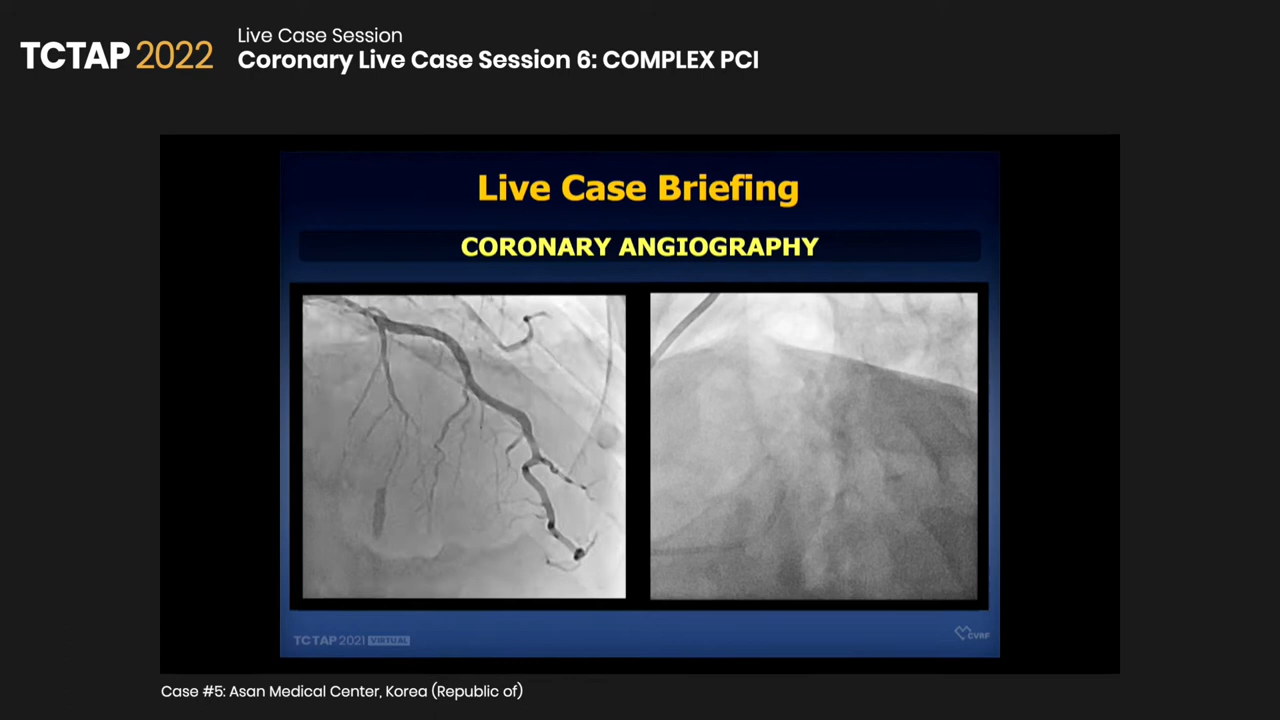 TCTAP 2022
Live Case Session
Coronary Live Case Session 6: COMPLEX PCI
Live Case Briefing
CORONARY ANGIOGRAPHY
TCTAP 2021 VIRTUAL
CVRF
Case #5: Asan Medical Center, Korea (Republic of)